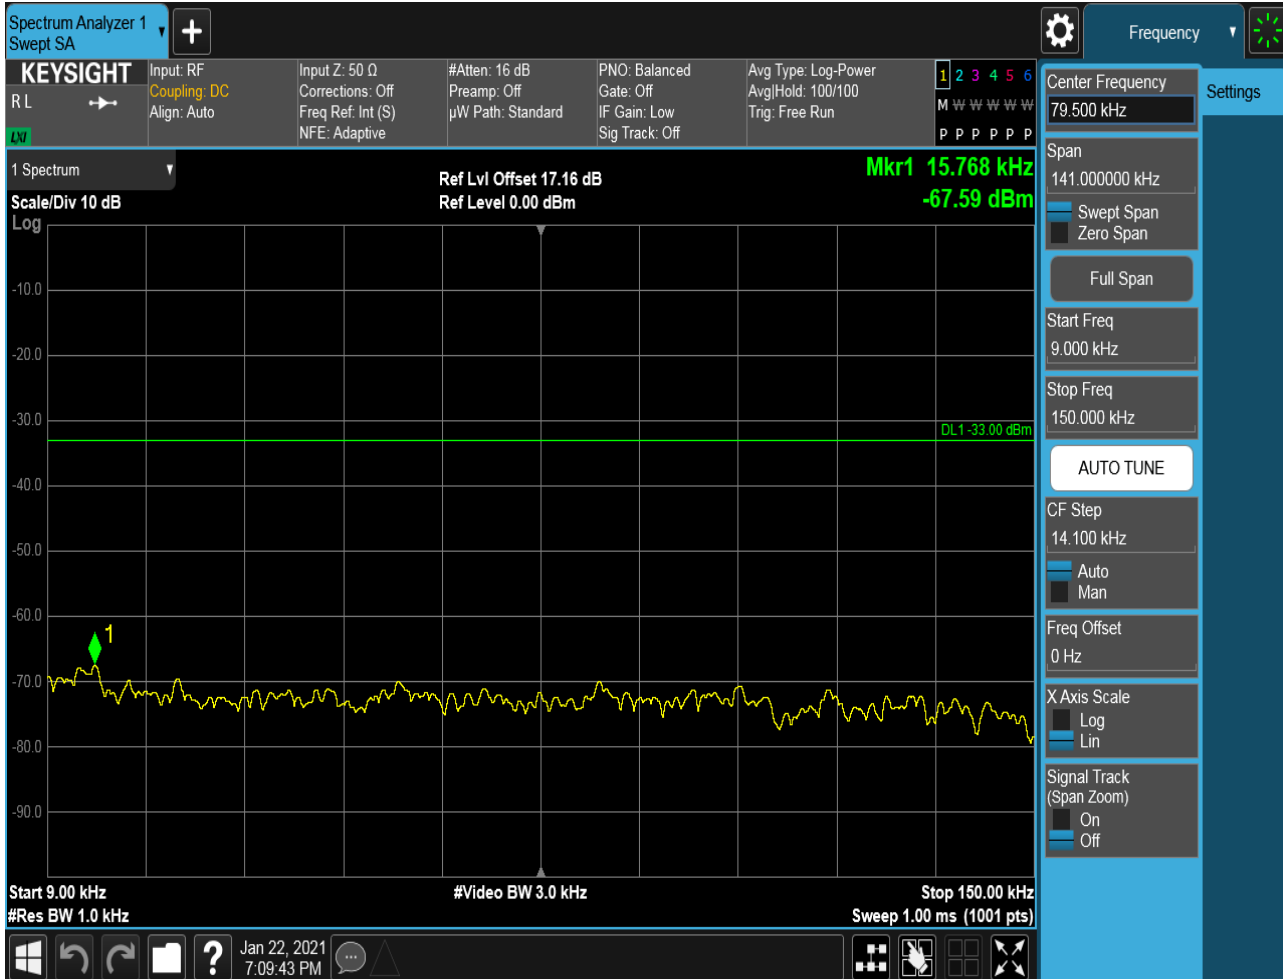 Spectrum Analyzer 1
Swept SA
+
Frequency
KEYSIGHT
R L
LXI
Input: RF
Coupling: DC
Align: Auto
Input Z: 50 Ω
Corrections: Off
Freq Ref: Int (S)
NFE: Adaptive
#Atten: 16 dB
Preamp: Off
µW Path: Standard
PNO: Balanced
Gate: Off
IF Gain: Low
Sig Track: Off
Avg Type: Log-Power
Avg|Hold: 100/100
Trig: Free Run
1 2 3 4 5 6
M W W W W W
P P P P P P
1 Spectrum
Scale/Div 10 dB
Log
Ref Lvl Offset 17.16 dB
Ref Level 0.00 dBm
Mkr1 15.768 kHz
-67.59 dBm
-10.0
-20.0
-30.0
DL1 -33.00 dBm
-40.0
-50.0
-60.0
1
-70.0
-80.0
-90.0
Start 9.00 kHz
#Res BW 1.0 kHz
#Video BW 3.0 kHz
Stop 150.00 kHz
Sweep 1.00 ms (1001 pts)
Center Frequency
79.500 kHz
Span
141.000000 kHz
Swept Span
Zero Span
Full Span
Start Freq
9.000 kHz
Stop Freq
150.000 kHz
AUTO TUNE
CF Step
14.100 kHz
Auto
Man
Freq Offset
0 Hz
X Axis Scale
Log
Lin
Signal Track
(Span Zoom)
On
Off
Settings
?
Jan 22, 2021
7:09:43 PM